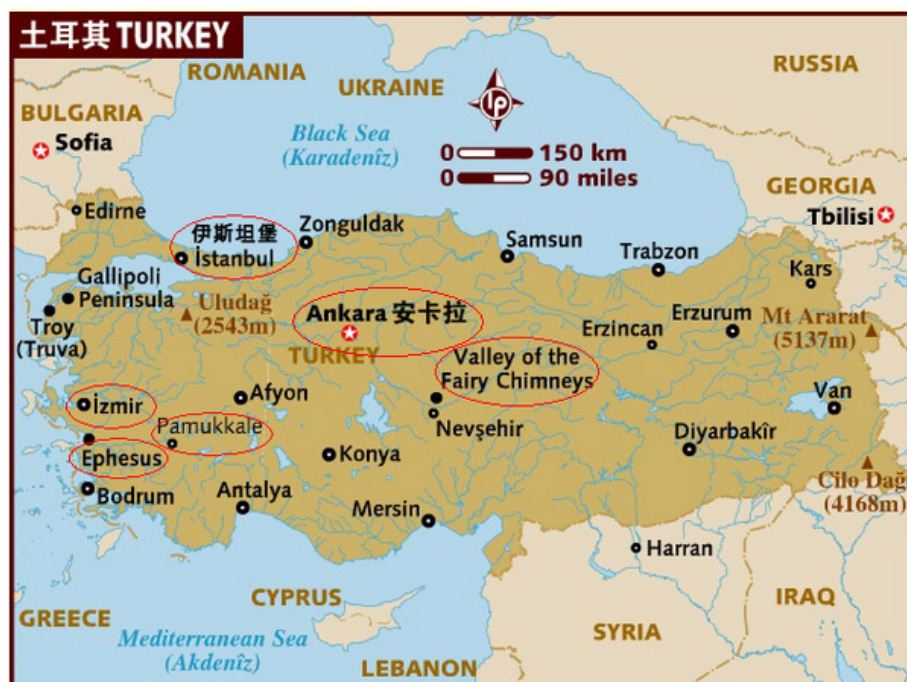 土耳其 TURKEY
ROMANIA
UKRAINE
RUSSIA
BULGARIA
Sofia
Black Sea
(Karadenîz)
0 150 km
0 90 miles
GEORGIA
Tbilisi
Edirne
伊斯坦堡
İstanbul
Zonguldak
Samsun
Trabzon
Kars
Gallipoli
Peninsula
Troy
(Truva)
Uludağ
(2543m)
Ankara 安卡拉
TURKEY
Erzincan
Erzurum
Mt Ararat
(5137m)
Valley of the
Fairy Chimneys
Nevşehir
İzmir
Afyon
Pamukkale
Ephesus
Konya
Diyarbakîr
Van
Bodrum
Antalya
Mersin
Cilo Dağ
(4168m)
Harran
GREECE
CYPRUS
Mediterranean Sea
(Akdenîz)
LEBANON
SYRIA
IRAQ
lp